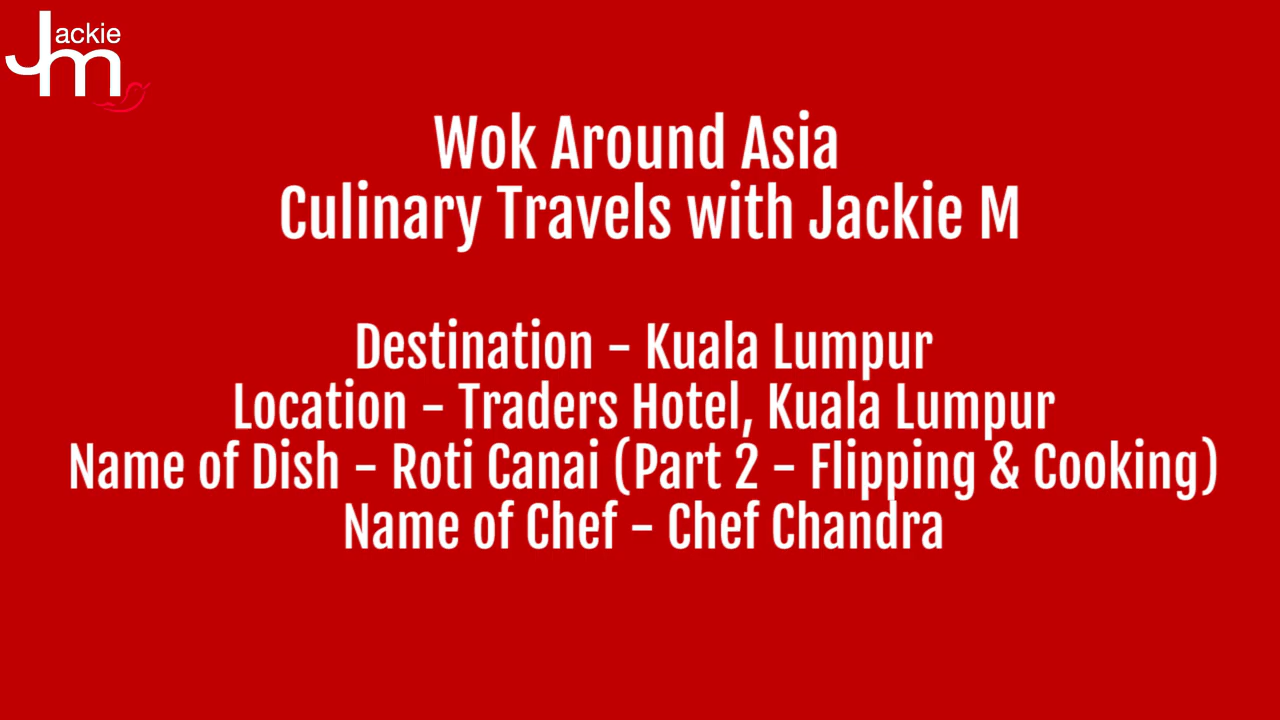 Jackie
m
Wok Around Asia
Culinary Travels with Jackie M
Destination - Kuala Lumpur
Location - Traders Hotel, Kuala Lumpur
Name of Dish - Roti Canai (Part 2 - Flipping & Cooking)
Name of Chef - Chef Chandra